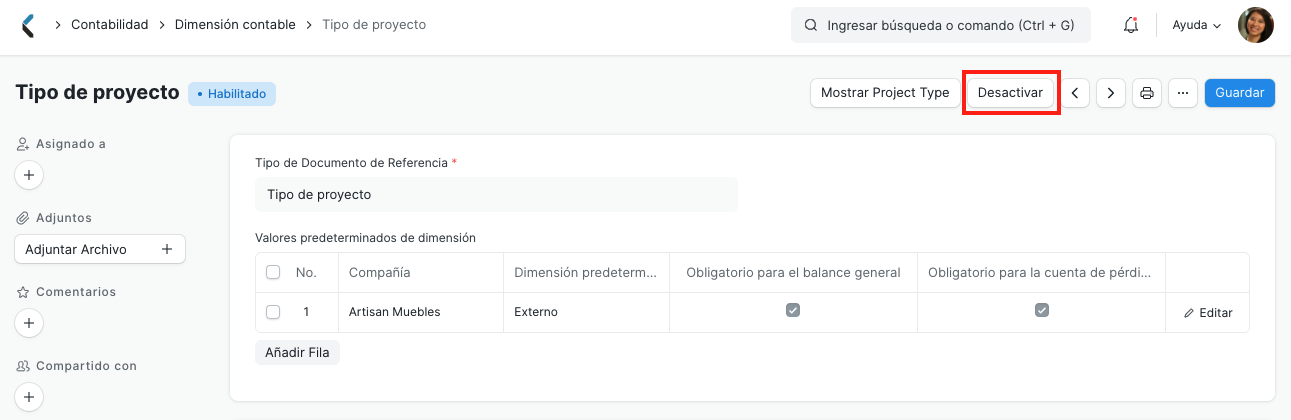 Contabilidad Dimensión contable Tipo de proyecto
Ingresar búsqueda o comando (Ctrl + G)
Ayuda
Tipo de proyecto
Habilitado
Mostrar Project Type
Desactivar
Guardar
Asignado a
Adjuntos
Adjuntar Archivo
Comentarios
Compartido con
Tipo de Documento de Referencia *
Tipo de proyecto
Valores predeterminados de dimensión
No. Compañía Dimensión predeterm... Obligatorio para el balance general Obligatorio para la cuenta de pérdi...
1 Artisan Muebles Externo Editar
Añadir Fila